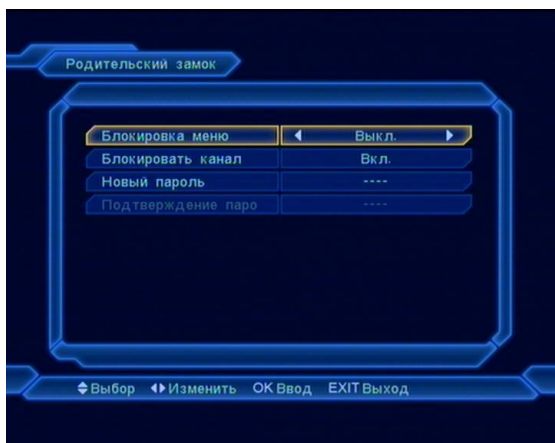 Родительский замок
Блокировка меню Выкл.
Блокировать канал Вкл.
Новый пароль ----
Подтверждение паро ----
Выбор Изменить OK Ввод EXIT Выход